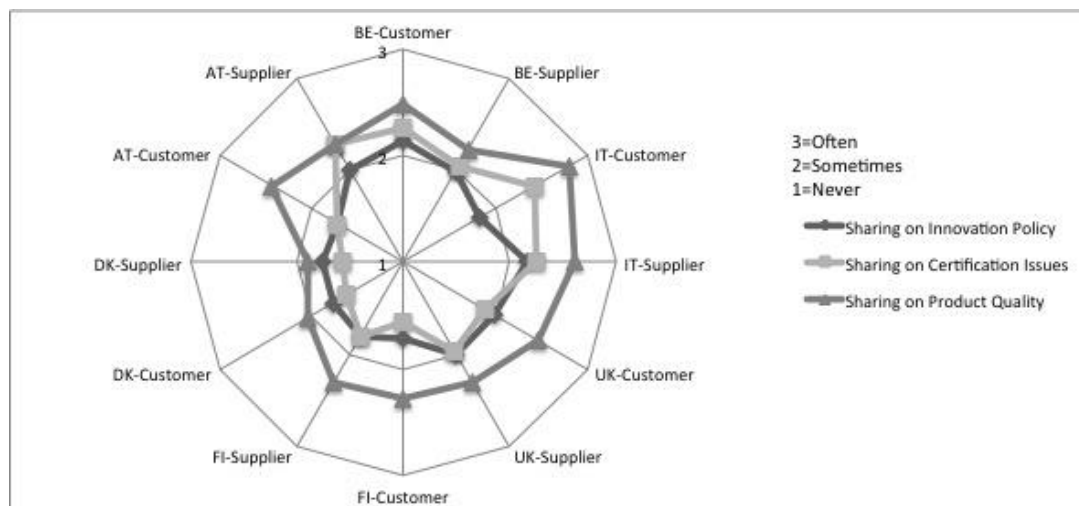 BE-Customer
3
AT-Supplier
BE-Supplier
AT-Customer
IT-Customer
3=Often
2=Sometimes
1=Never
2
Sharing on Innovation Policy
DK-Supplier
1
IT-Supplier
Sharing on Certification Issues
Sharing on Product Quality
DK-Customer
UK-Customer
FI-Supplier
UK-Supplier
FI-Customer